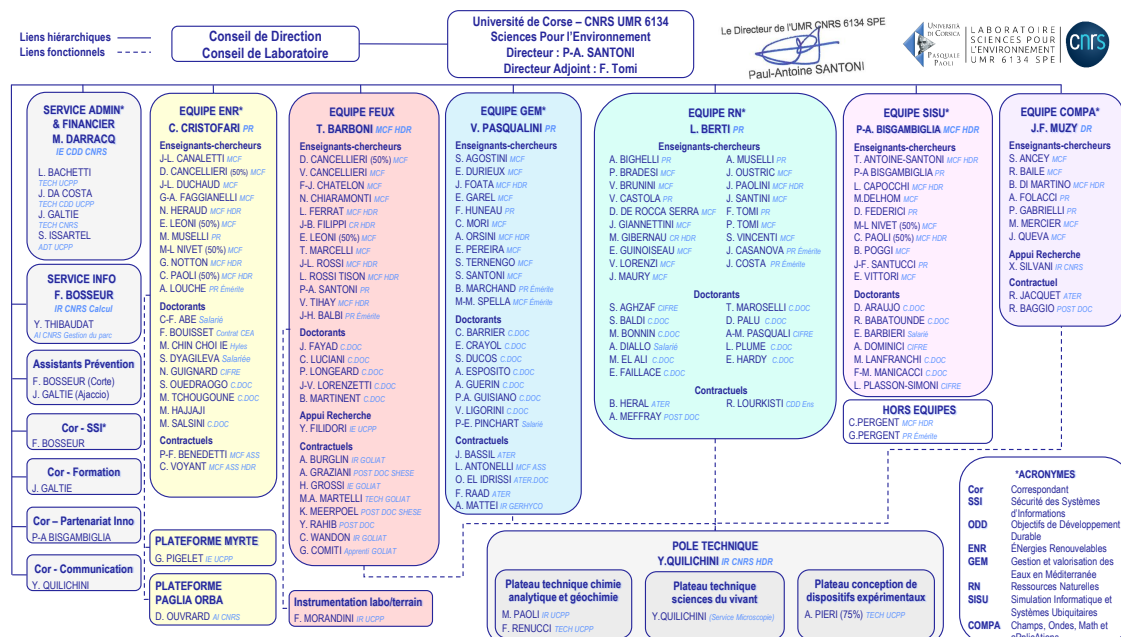 Liens hiérarchiques
Liens fonctionnels
Conseil de Direction
Conseil de Laboratoire
Université de Corse – CNRS UMR 6134
Sciences Pour l'Environnement
Directeur : P-A. SANTONI
Directeur Adjoint : F. Tomi
Le Directeur de l'UMR CNRS 6134 SPE
Paul-Antoine SANTONI
UNIVERSITÀ
DI CORSICA
PASQUALE
PAOLI
LABORATOIRE
SCIENCES POUR
L'ENVIRONNEMENT
UMR 6134 SPE
cnrs
SERVICE ADMIN*
& FINANCIER
M. DARRACQ
IE CDD CNRS
L. BACHETTI
TECH UCPP
J. DA COSTA
TECH CDD UCPP
J. GALTIE
TECH CNRS
S. ISSARTEL
ADT UCPP
SERVICE INFO
F. BOSSEUR
IR CNRS Calcul
Y. THIBAUDAT
AI CNRS Gestion du parc
Assistants Prévention
F. BOSSEUR (Corte)
J. GALTIE (Ajaccio)
Cor - SSI*
F. BOSSEUR
Cor - Formation
J. GALTIE
Cor – Partenariat Inno
P-A BISGAMBIGLIA
Cor - Communication
Y. QUILICHINI
EQUIPE ENR*
C. CRISTOFARI PR
Enseignants-chercheurs
J-L. CANALETTI MCF
D. CANCELLIERI (50%) MCF
J-L. DUCHAUD MCF
G-A. FAGGIANELLI MCF
N. HERAUD MCF HDR
E. LEONI (50%) MCF
M. MUSELLI PR
M-L NIVET (50%) MCF
G. NOTTON MCF HDR
C. PAOLI (50%) MCF HDR
A. LOUCHE PR Émérite
Doctorants
C-F. ABE Salarié
F. BOUISSET Contrat CEA
M. CHIN CHOI IE Hyles
S. DYAGILEVA Salariée
N. GUIGNARD CIFRE
S. OUEDRAOGO C.DOC
M. TCHOUGOUNE C.DOC
M. HAJJAJI
M. SALSINI C.DOC
Contractuels
P-F. BENEDETTI MCF ASS
C. VOYANT MCF ASS HDR
PLATEFORME MYRTE
G. PIGELET IE UCPP
PLATEFORME
PAGLIA ORBA
D. OUVRARD AI CNRS
EQUIPE FEUX
T. BARBONI MCF HDR
Enseignants-chercheurs
D. CANCELLIERI (50%) MCF
V. CANCELLIERI MCF
F-J. CHATELON MCF
N. CHIARAMONTI MCF
L. FERRAT MCF HDR
J-B. FILIPPI CR HDR
E. LEONI (50%) MCF
T. MARCELLI MCF
J-L. ROSSI MCF HDR
L. ROSSI TISON MCF HDR
P-A. SANTONI PR
V. TIHAY MCF HDR
J-H. BALBI PR Émérite
Doctorants
J. FAYAD C.DOC
C. LUCIANI C.DOC
P. LONGEARD C.DOC
J-V. LORENZETTI C.DOC
B. MARTINENT C.DOC
Appui Recherche
Y. FILIDORI IE UCPP
Contractuels
A. BURGLIN IR GOLIAT
A. GRAZIANI POST DOC SHESE
H. GROSSI IE GOLIAT
M.A. MARTELLI TECH GOLIAT
K. MEERPOEL POST DOC SHESE
Y. RAHIB POST DOC
C. WANDON IR GOLIAT
G. COMITI Apprenti GOLIAT
Instrumentation labo/terrain
F. MORANDINI IR UCPP
EQUIPE GEM*
V. PASQUALINI PR
Enseignants-chercheurs
S. AGOSTINI MCF
E. DURIEUX MCF
J. FOATA MCF HDR
E. GAREL MCF
F. HUNEAU PR
C. MORI MCF
A. ORSINI MCF HDR
E. PEREIRA MCF
S. TERNENGO MCF
S. SANTONI MCF
B. MARCHAND PR Émérite
M-M. SPELLA MCF Émérite
Doctorants
C. BARRIER C.DOC
E. CRAYOL C.DOC
S. DUCOS C.DOC
A. ESPOSITO C.DOC
A. GUERIN C.DOC
P.A. GUISIANO C.DOC
V. LIGORINI C.DOC
P-E. PINCHART Salarié
Contractuels
J. BASSIL ATER
L. ANTONELLI MCF ASS
O. EL IDRISSI ATER.DOC
F. RAAD ATER
A. MATTEI IR GERHYCO
EQUIPE RN*
L. BERTI PR
Enseignants-chercheurs
A. BIGHELLI PR
P. BRADESI MCF
V. BRUNINI MCF
V. CASTOLA PR
D. DE ROCCA SERRA MCF
J. GIANNETTINI MCF
M. GIBERNAU CR HDR
E. GUINOISEAU MCF
V. LORENZI MCF
J. MAURY MCF
A. MUSELLI PR
J. OUSTRIC MCF
J. PAOLINI MCF HDR
J. SANTINI MCF
F. TOMI PR
P. TOMI MCF
S. VINCENTI MCF
J. CASANOVA PR Émérite
J. COSTA PR Émérite
Doctorants
S. AGHZAF CIFRE
S. BALDI C.DOC
M. BONNIN C.DOC
A. DIALLO Salarié
M. EL ALI C.DOC
E. FAILLACE C.DOC
T. MAROSELLI C.DOC
D. PALU C.DOC
A-M. PASQUALI CIFRE
L. PLUME C.DOC
E. HARDY C.DOC
Contractuels
B. HERAL ATER
A. MEFFRAY POST DOC
R. LOURKISTI CDD Ens
EQUIPE SISU*
P-A. BISGAMBIGLIA MCF HDR
Enseignants-chercheurs
T. ANTOINE-SANTONI MCF HDR
P-A BISGAMBIGLIA PR
L. CAPOCCHI MCF HDR
M.DELHOM MCF
D. FEDERICI PR
M-L NIVET (50%) MCF
C. PAOLI (50%) MCF HDR
B. POGGI MCF
J-F. SANTUCCI PR
E. VITTORI MCF
Doctorants
D. ARAUJO C.DOC
R. BABATOUNDE C.DOC
E. BARBIERI Salarié
A. DOMINICI CIFRE
M. LANFRANCHI C.DOC
F-M. MANICACCI C.DOC
L. PLASSON-SIMONI CIFRE
HORS EQUIPES
C.PERGENT MCF HDR
G.PERGENT PR Émérite
EQUIPE COMPA*
J.F. MUZY DR
Enseignants-chercheurs
S. ANCEY MCF
R. BAILE MCF
B. DI MARTINO MCF HDR
A. FOLACCI PR
P. GABRIELLI PR
M. MERCIER MCF
J. QUEVA MCF
Appui Recherche
X. SILVANI IR CNRS
Contractuel
R. JACQUET ATER
R. BAGGIO POST DOC
POLE TECHNIQUE
Y.QUILICHINI IR CNRS HDR
Plateau technique chimie
analytique et géochimie
M. PAOLI IR UCPP
F. RENUCCI TECH UCPP
Plateau technique
sciences du vivant
Y.QUILICHINI (Service Microscopie)
Plateau conception de
dispositifs expérimentaux
A. PIERI (75%) TECH UCPP
*ACRONYMES
Cor Correspondant
SSI Sécurité des Systèmes
d'Informations
ODD Objectifs de Développement
Durable
ENR ÉNergies Renouvelables
GEM Gestion et valorisation des
Eaux en Méditerranée
RN Ressources Naturelles
SISU Simulation Informatique et
Systèmes Ubiquitaires
COMPA Champs, Ondes, Math et